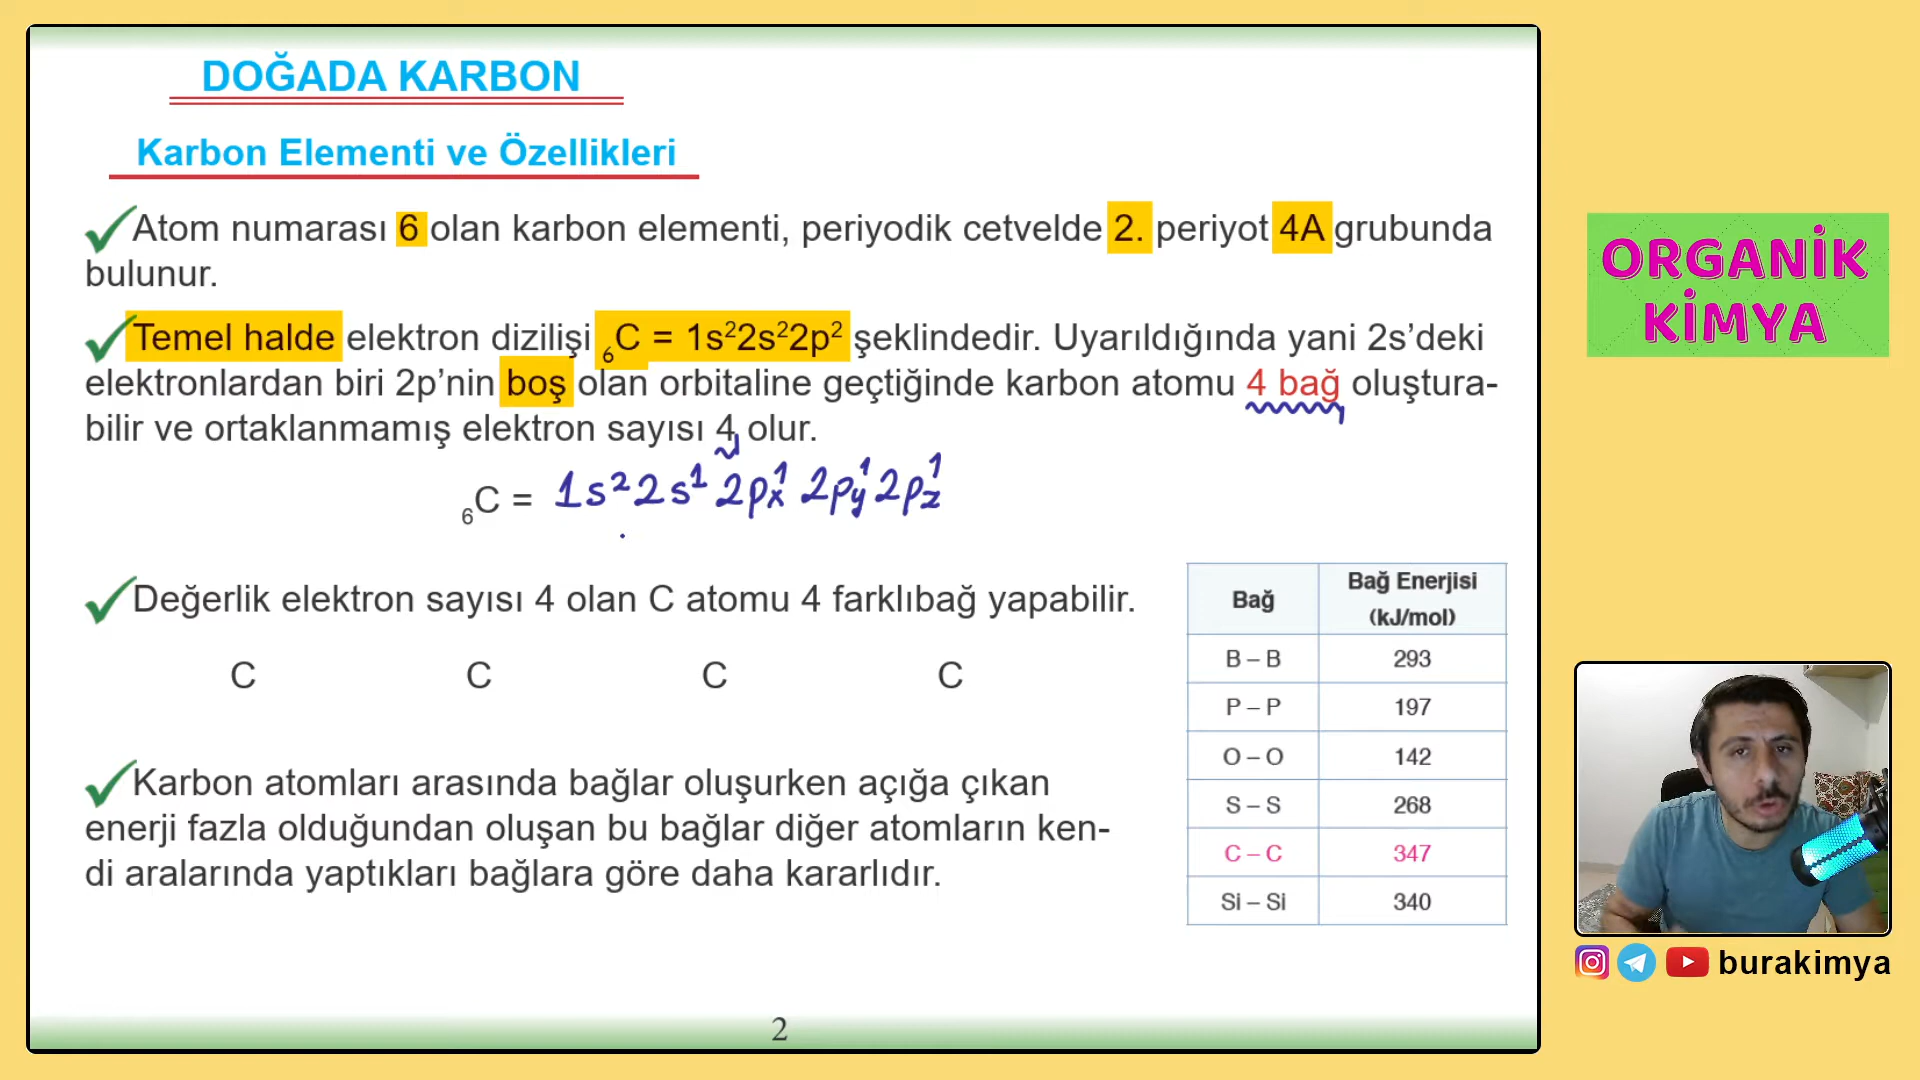 DOĞADA KARBON
Karbon Elementi ve Özellikleri
Atom numarası 6 olan karbon elementi, periyodik cetvelde 2. periyot 4A grubunda
bulunur.
Temel halde elektron dizilişi ₆C = 1s²2s²2p² şeklindedir. Uyarıldığında yani 2s’deki
elektronlardan biri 2p’nin boş olan orbitaline geçtiğinde karbon atomu 4 bağ oluştura-
bilir ve ortaklanmamış elektron sayısı 4 olur.
₆C = 1s² 2s¹ 2px¹ 2py¹ 2pz¹
Değerlik elektron sayısı 4 olan C atomu 4 farklıbağ yapabilir.
C C C C
Karbon atomları arasında bağlar oluşurken açığa çıkan
enerji fazla olduğundan oluşan bu bağlar diğer atomların ken-
di aralarında yaptıkları bağlara göre daha kararlıdır.
Bağ Bağ Enerjisi (kJ/mol)
B – B 293
P – P 197
O – O 142
S – S 268
C – C 347
Si – Si 340
2
ORGANİK
KİMYA
burakimya